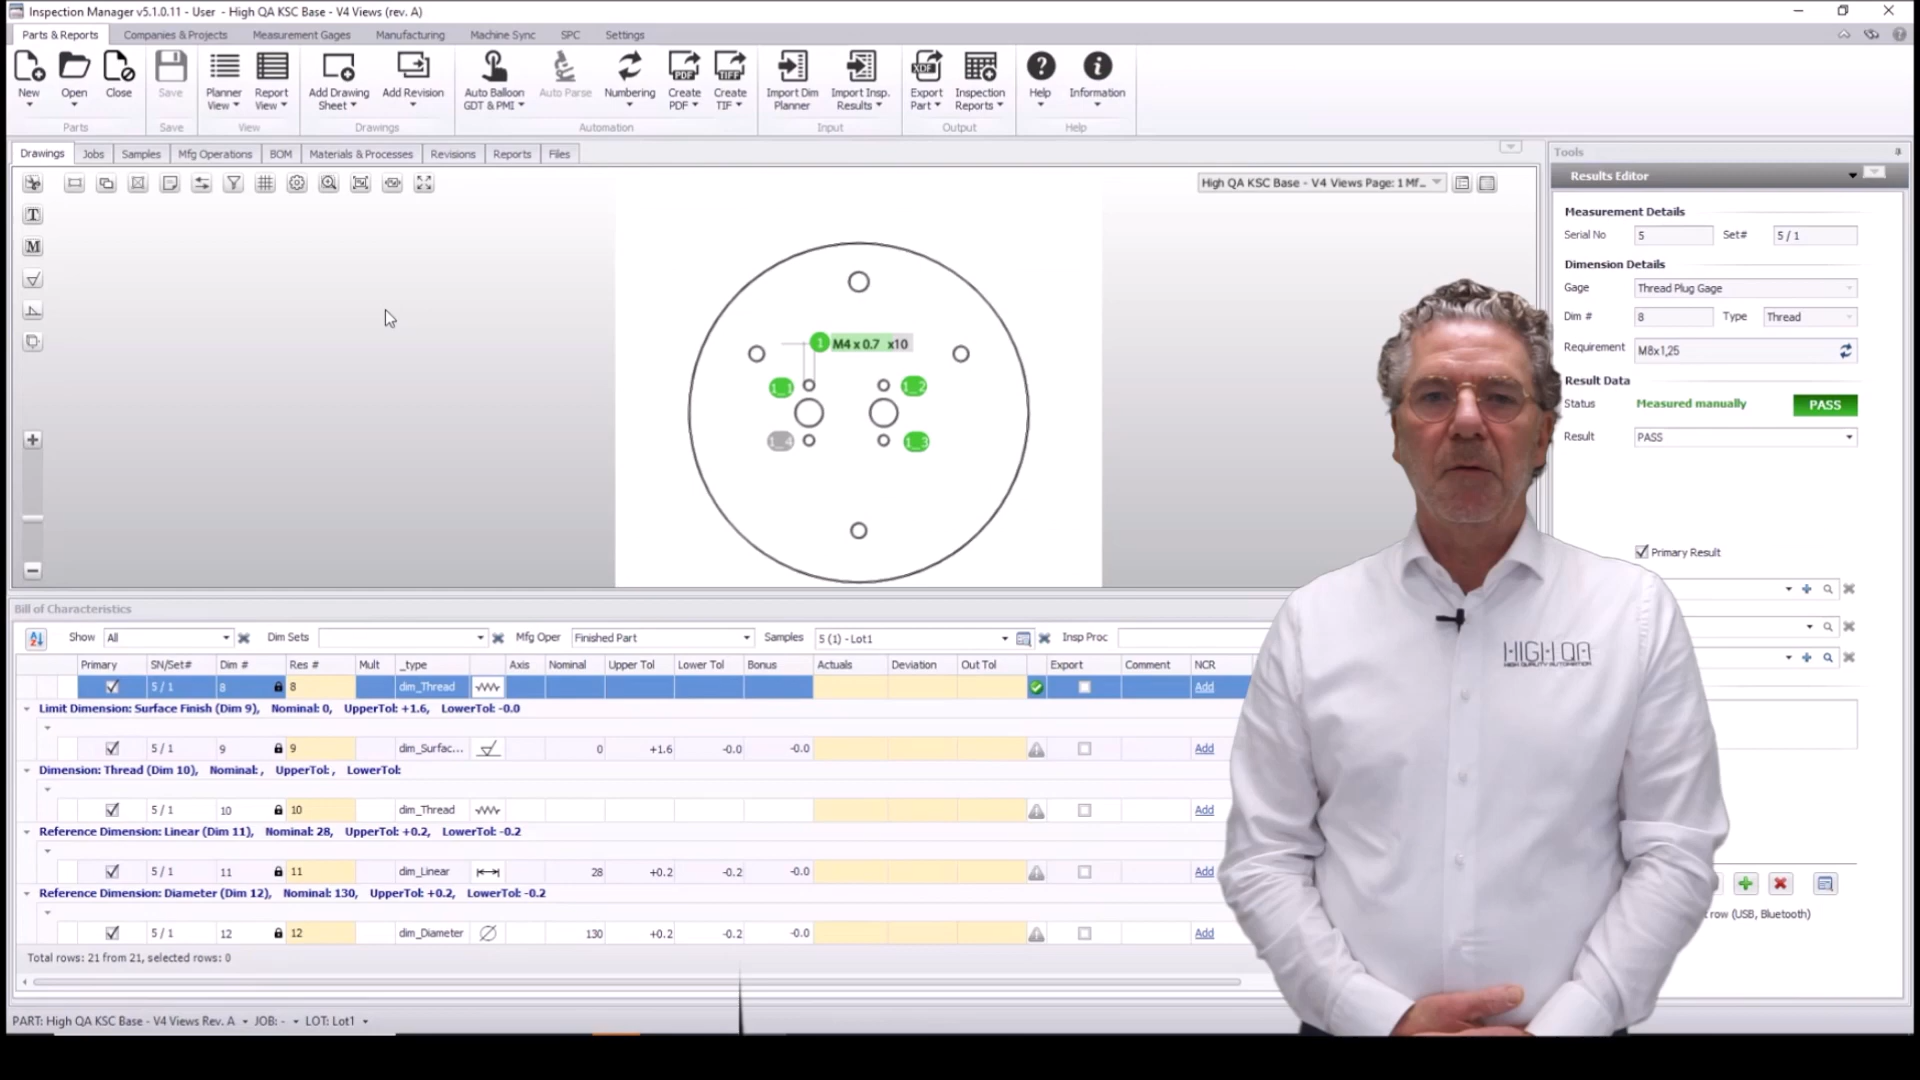 Inspection Manager v5.1.0.11 - User - High QA KSC Base - V4 Views (rev. A)
Parts & Reports Companies & Projects Measurement Gages Manufacturing Machine Sync SPC Settings
New Open Close Save Planner View Report View Add Drawing Sheet Add Revision Auto Balloon GDT & PMI Auto Parse Numbering Create PDF Create TIF Import Dim Planner Import Insp. Results Export Part Inspection Reports Help Information
Parts Save View Drawings Automation Input Output Help
Drawings Jobs Samples Mfg Operations BOM Materials & Processes Revisions Reports Files
High QA KSC Base - V4 Views Page: 1 Mf...
T
M
1 M4 x 0.7 x10
1_1 1_2
1_4 1_3
Tools
Results Editor
Measurement Details
Serial No 5 Set# 5 / 1
Dimension Details
Gage Thread Plug Gage
Dim # 8 Type Thread
Requirement M8x1,25
Result Data
Status Measured manually PASS
Result PASS
Primary Result
row (USB, Bluetooth)
HIGH QA
HIGH QUALITY AUTOMATION
Bill of Characteristics
Show All Dim Sets Mfg Oper Finished Part Samples 5 (1) - Lot1 Insp Proc
Primary SN/Set# Dim # Res # Mult _type Axis Nominal Upper Tol Lower Tol Bonus Actuals Deviation Out Tol Export Comment NCR
5 / 1 8 8 dim_Thread Add
Limit Dimension: Surface Finish (Dim 9), Nominal: 0, UpperTol: +1.6, LowerTol: -0.0
5 / 1 9 9 dim_Surfac... 0 +1.6 -0.0 -0.0 Add
Dimension: Thread (Dim 10), Nominal: , UpperTol: , LowerTol:
5 / 1 10 10 dim_Thread Add
Reference Dimension: Linear (Dim 11), Nominal: 28, UpperTol: +0.2, LowerTol: -0.2
5 / 1 11 11 dim_Linear 28 +0.2 -0.2 -0.0 Add
Reference Dimension: Diameter (Dim 12), Nominal: 130, UpperTol: +0.2, LowerTol: -0.2
5 / 1 12 12 dim_Diameter 130 +0.2 -0.2 -0.0 Add
Total rows: 21 from 21, selected rows: 0
PART: High QA KSC Base - V4 Views Rev. A JOB: - LOT: Lot1